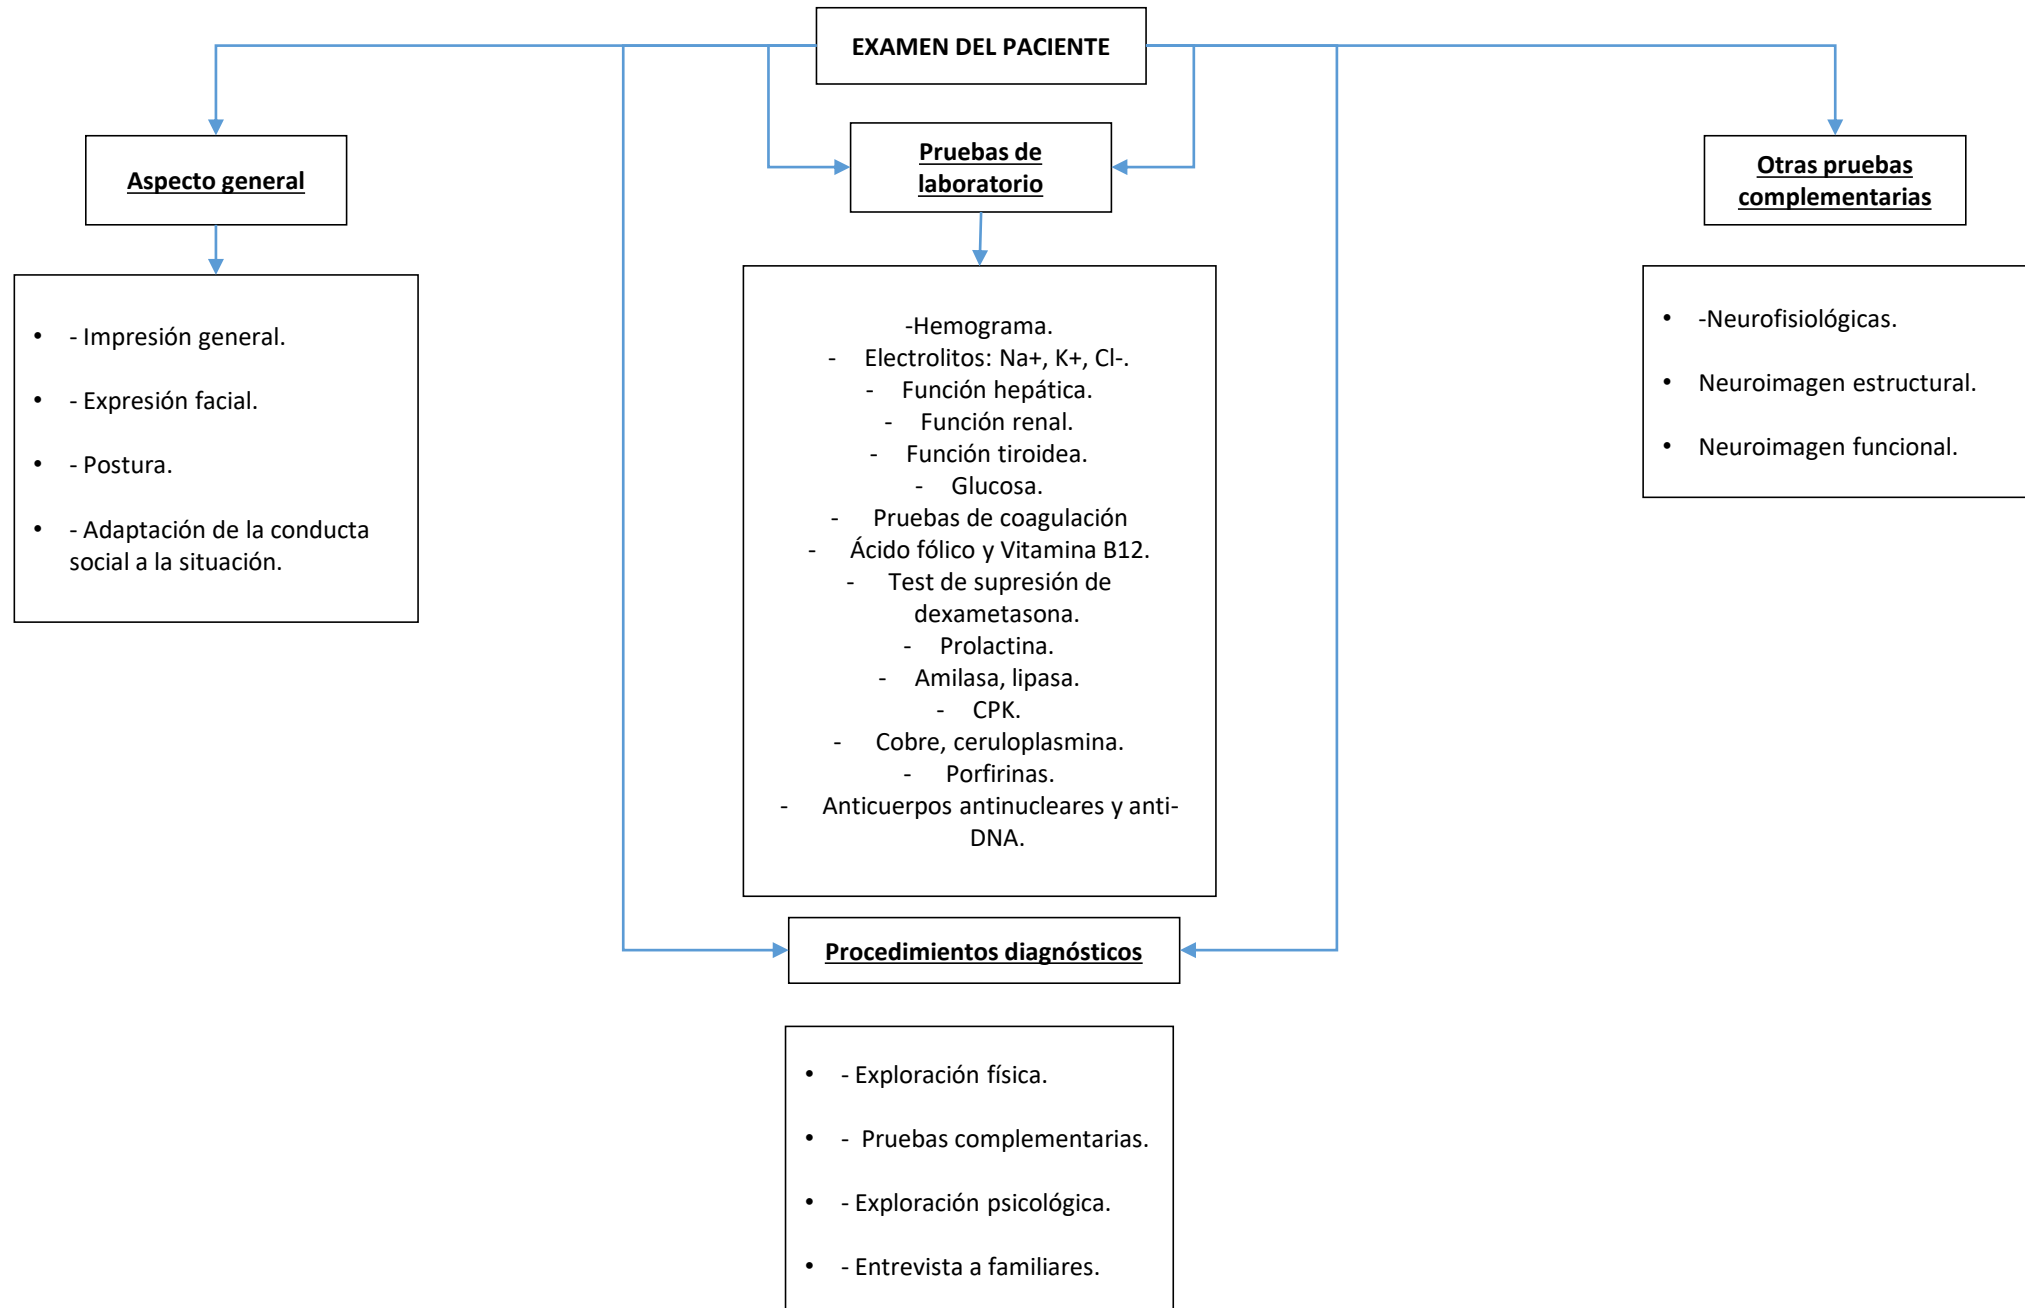 EXAMEN DEL PACIENTE
Aspecto general
• - Impresión general.
• - Expresión facial.
• - Postura.
• - Adaptación de la conducta
social a la situación.
Pruebas de
laboratorio
-Hemograma.
- Electrolitos: Na+, K+, Cl-.
- Función hepática.
- Función renal.
- Función tiroidea.
- Glucosa.
- Pruebas de coagulación
- Ácido fólico y Vitamina B12.
- Test de supresión de
dexametasona.
- Prolactina.
- Amilasa, lipasa.
- CPK.
- Cobre, ceruloplasmina.
- Porfirinas.
- Anticuerpos antinucleares y anti-
DNA.
Otras pruebas
complementarias
• -Neurofisiológicas.
• Neuroimagen estructural.
• Neuroimagen funcional.
Procedimientos diagnósticos
• - Exploración física.
• - Pruebas complementarias.
• - Exploración psicológica.
• - Entrevista a familiares.